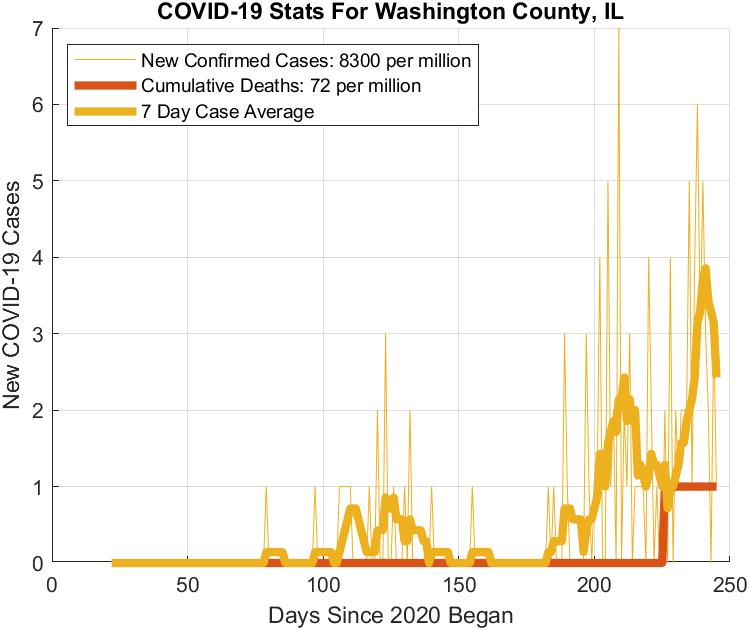 COVID-19 Stats For Washington County, IL
New Confirmed Cases: 8300 per million
Cumulative Deaths: 72 per million
7 Day Case Average
New COVID-19 Cases
7
6
5
4
3
2
1
0
0 50 100 150 200 250
Days Since 2020 Began